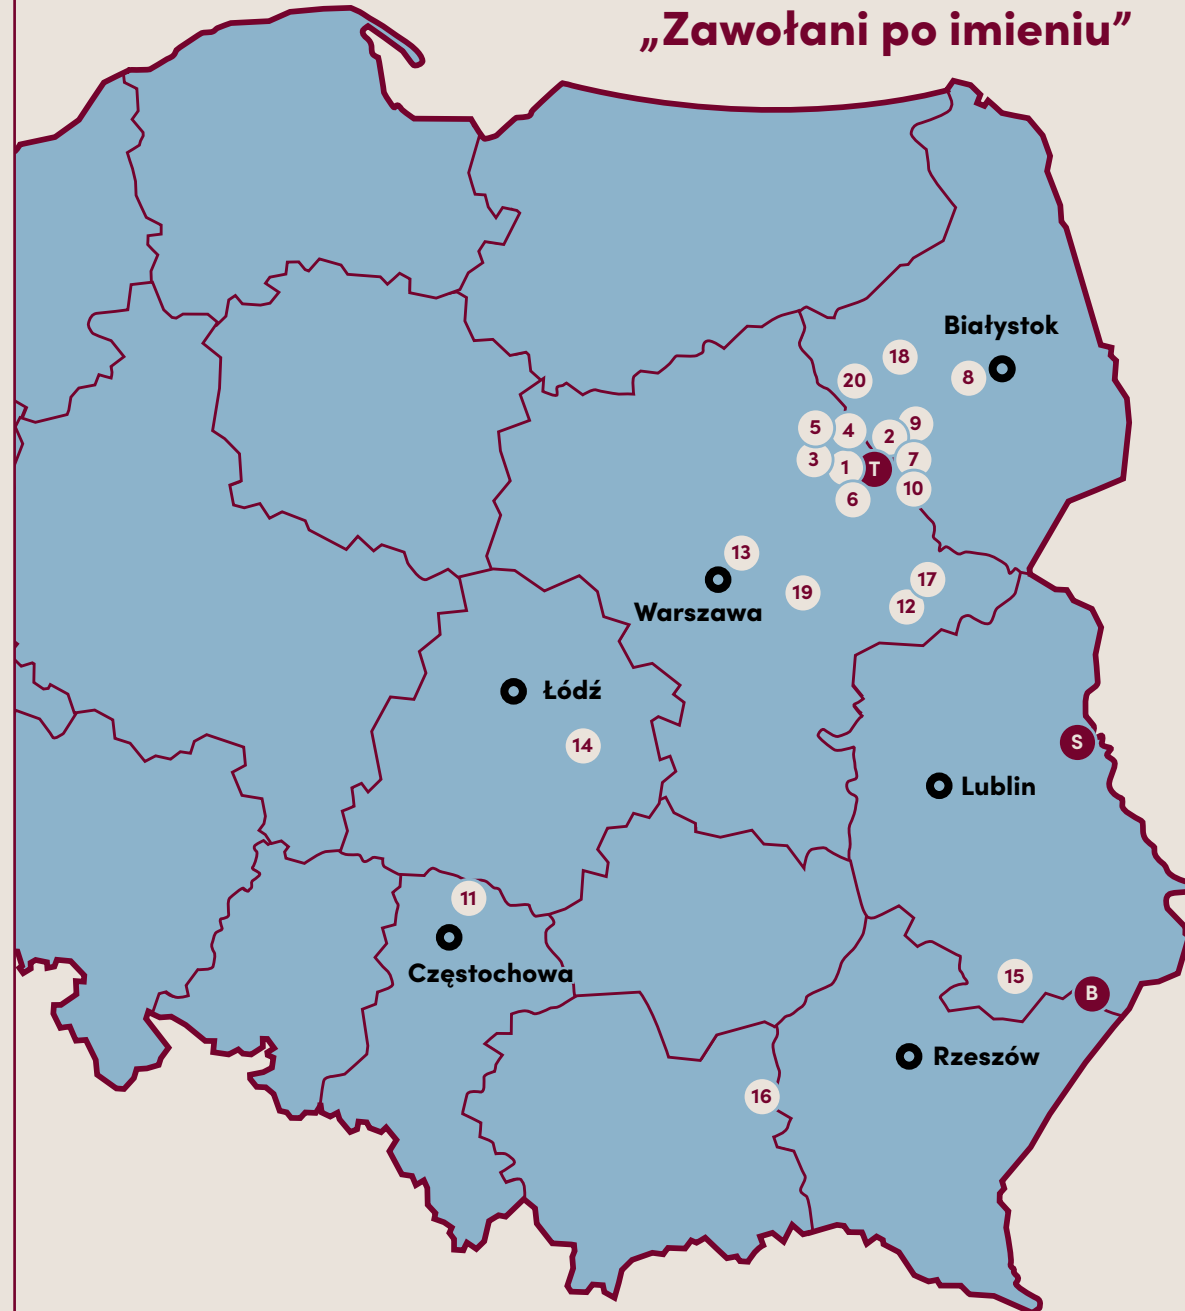 „Zawołani po imieniu”
Białystok
18
8
20
5
4
2
9
3
1
T
7
6
10
13
19
17
12
Warszawa
Łódź
14
S
Lublin
11
Częstochowa
15
B
Rzeszów
16